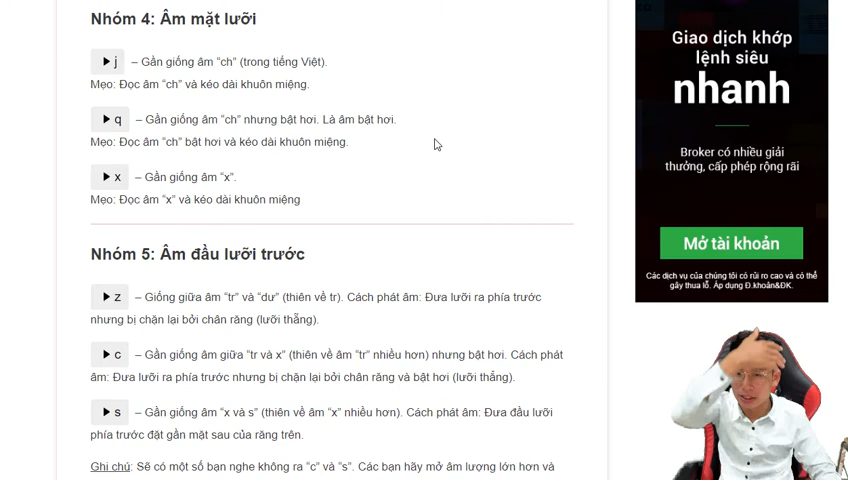 Nhóm 4: Âm mặt lưỡi
j – Gần giống âm “ch” (trong tiếng Việt).
Mẹo: Đọc âm “ch” và kéo dài khuôn miệng.
q – Gần giống âm “ch” nhưng bật hơi. Là âm bật hơi.
Mẹo: Đọc âm “ch” bật hơi và kéo dài khuôn miệng.
x – Gần giống âm “x”.
Mẹo: Đọc âm “x” và kéo dài khuôn miệng
Nhóm 5: Âm đầu lưỡi trước
z – Giống giữa âm “tr” và “dư” (thiên về tr). Cách phát âm: Đưa lưỡi ra phía trước
nhưng bị chặn lại bởi chân răng (lưỡi thẳng).
c – Gần giống âm giữa “tr và x” (thiên về âm “tr” nhiều hơn) nhưng bật hơi. Cách phát
âm: Đưa lưỡi ra phía trước nhưng bị chặn lại bởi chân răng và bật hơi (lưỡi thẳng).
s – Gần giống âm “x và s” (thiên về âm “x” nhiều hơn). Cách phát âm: Đưa đầu lưỡi
phía trước đặt gần mặt sau của răng trên.
Ghi chú: Sẽ có một số bạn nghe không ra “c” và “s”. Các bạn hãy mở âm lượng lớn hơn và
Giao dịch khớp
lệnh siêu
nhanh
Broker có nhiều giải
thưởng, cấp phép rộng rãi
Mở tài khoản
Các dịch vụ của chúng tôi có rủi ro cao và có thể
gây thua lỗ. Áp dụng Đ.khoản&ĐK.